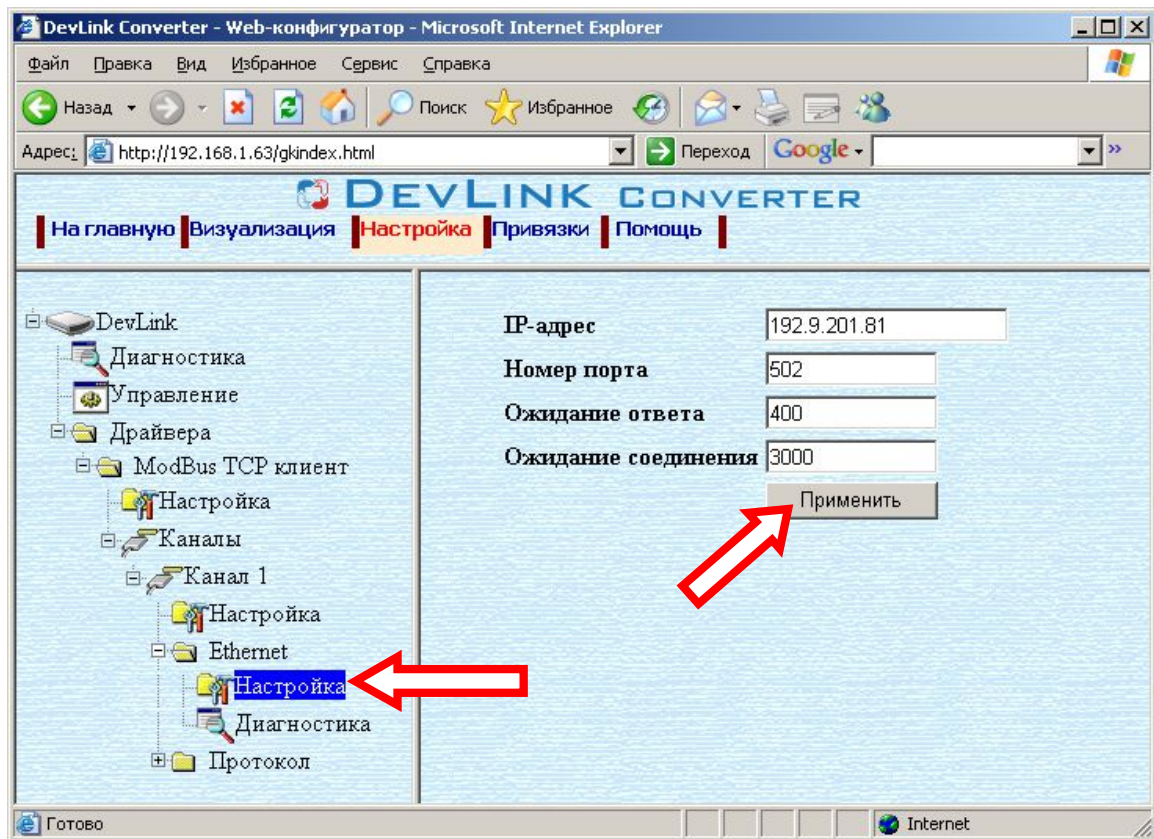 DevLink Converter - Web-конфигуратор - Microsoft Internet Explorer
Файл Правка Вид Избранное Сервис Справка
Назад Поиск Избранное
Адрес: http://192.168.1.63/gkindex.html Переход Google »
DEVLINK CONVERTER
На главную Визуализация Настройка Привязки Помощь
DevLink
Диагностика
Управление
Драйвера
ModBus TCP клиент
Настройка
Каналы
Канал 1
Настройка
Ethernet
Настройка
Диагностика
Протокол
IP-адрес 192.9.201.81
Номер порта 502
Ожидание ответа 400
Ожидание соединения 3000
Применить
Готово Internet